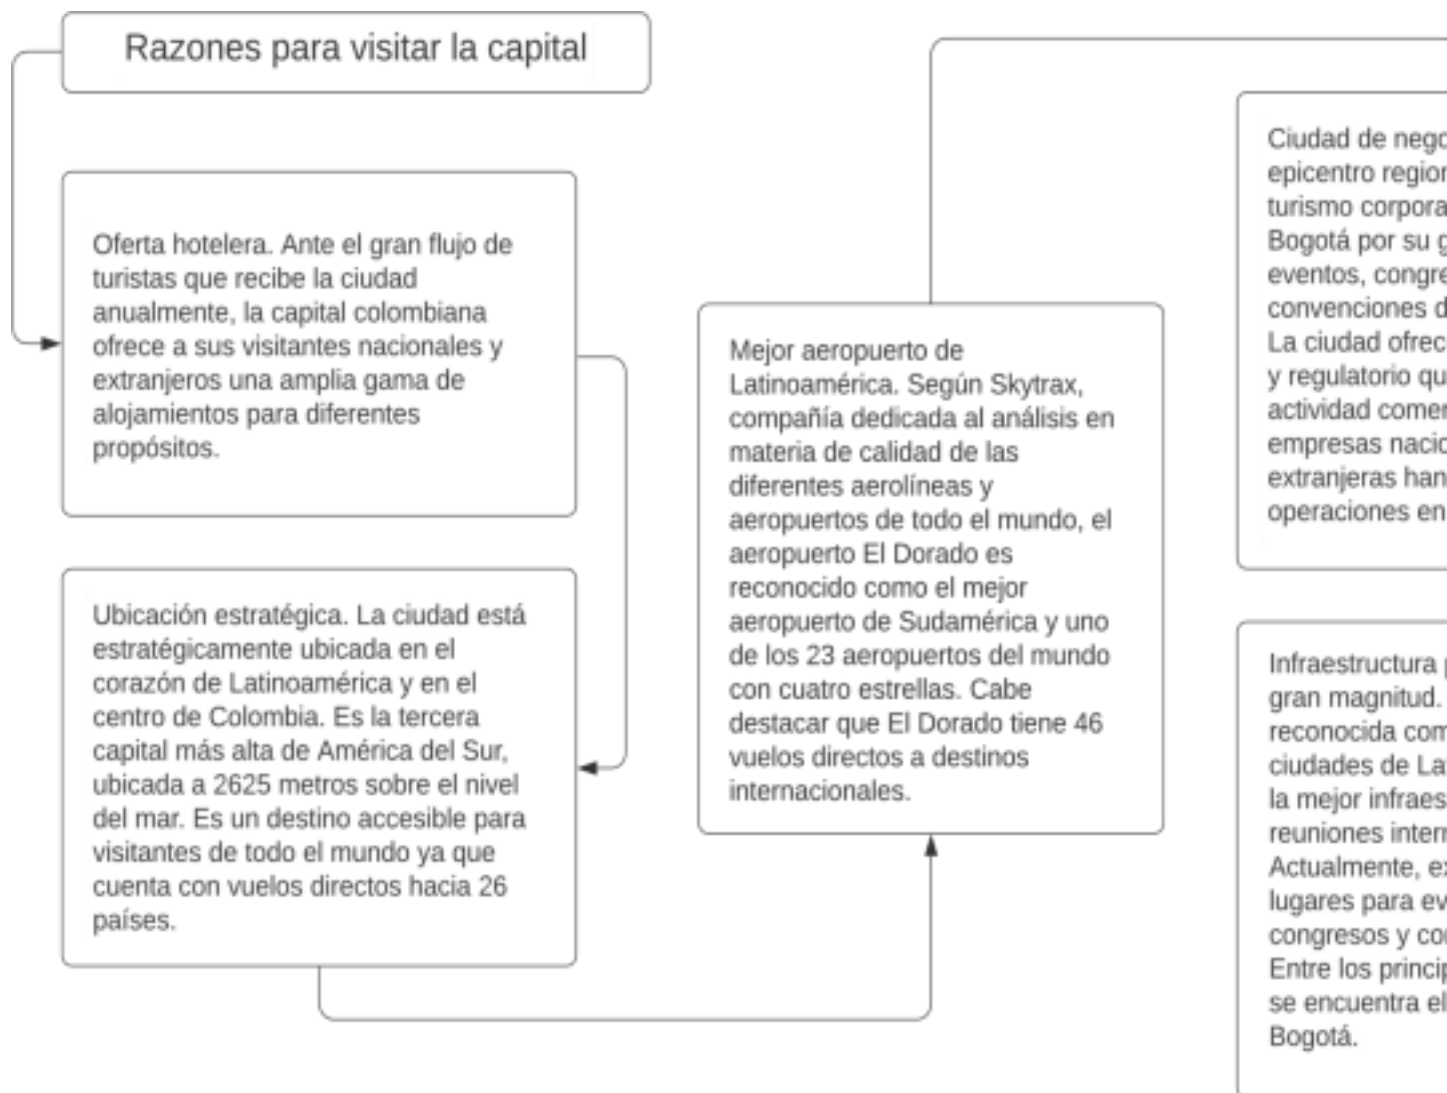 Razones para visitar la capital
Oferta hotelera. Ante el gran flujo de
turistas que recibe la ciudad
anualmente, la capital colombiana
ofrece a sus visitantes nacionales y
extranjeros una amplia gama de
alojamientos para diferentes
propósitos.
Ubicación estratégica. La ciudad está
estratégicamente ubicada en el
corazón de Latinoamérica y en el
centro de Colombia. Es la tercera
capital más alta de América del Sur,
ubicada a 2625 metros sobre el nivel
del mar. Es un destino accesible para
visitantes de todo el mundo ya que
cuenta con vuelos directos hacia 26
países.
Mejor aeropuerto de
Latinoamérica. Según Skytrax,
compañía dedicada al análisis en
materia de calidad de las
diferentes aerolíneas y
aeropuertos de todo el mundo, el
aeropuerto El Dorado es
reconocido como el mejor
aeropuerto de Sudamérica y uno
de los 23 aeropuertos del mundo
con cuatro estrellas. Cabe
destacar que El Dorado tiene 46
vuelos directos a destinos
internacionales.
Ciudad de
epicentro
turismo
Bogotá por su
eventos,
convenciones
La ciudad
y regulatorio
actividad
empresas
extranjeras han
operaciones en
Infraestructura
gran magnitud.
reconocida
ciudades de
la mejor
reuniones
Actualmente,
lugares para
congresos y
Entre los
se encuentra el
Bogotá.